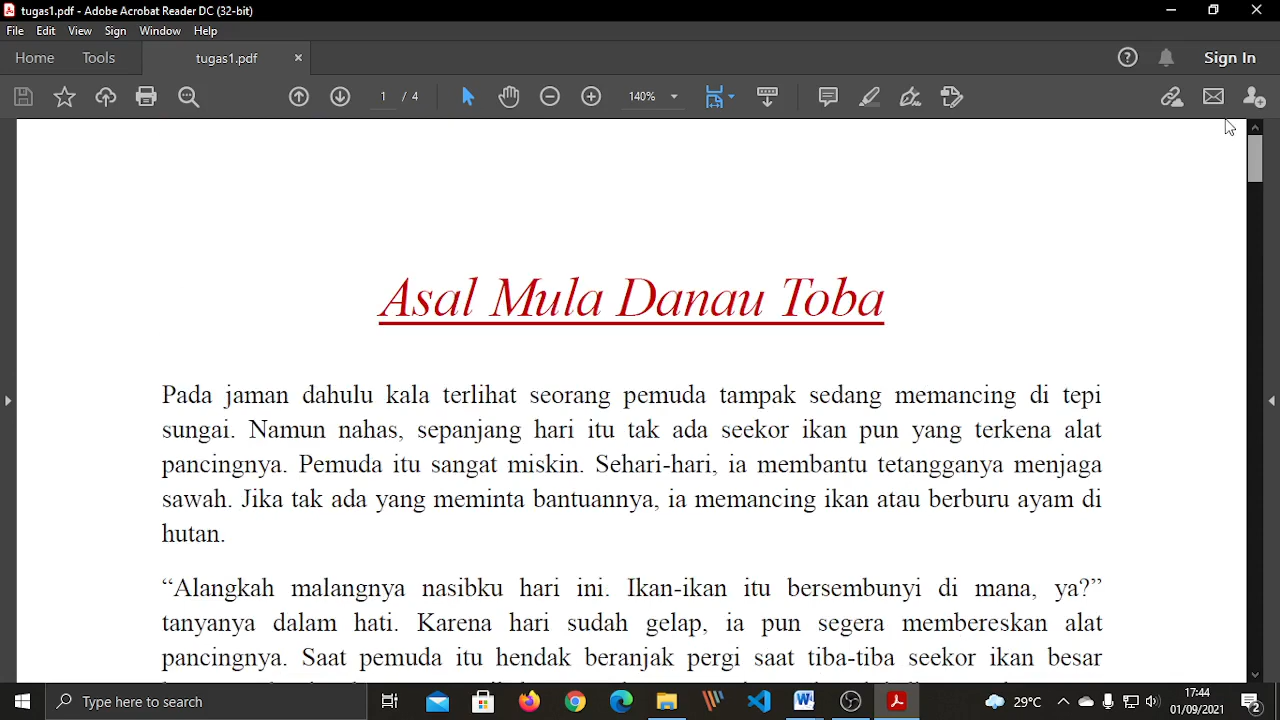 tugas1.pdf - Adobe Acrobat Reader DC (32-bit)
File Edit View Sign Window Help
Home Tools tugas1.pdf Sign In
1 / 4 140%
Asal Mula Danau Toba
Pada jaman dahulu kala terlihat seorang pemuda tampak sedang memancing di tepi
sungai. Namun nahas, sepanjang hari itu tak ada seekor ikan pun yang terkena alat
pancingnya. Pemuda itu sangat miskin. Sehari-hari, ia membantu tetangganya menjaga
sawah. Jika tak ada yang meminta bantuannya, ia memancing ikan atau berburu ayam di
hutan.
“Alangkah malangnya nasibku hari ini. Ikan-ikan itu bersembunyi di mana, ya?”
tanyanya dalam hati. Karena hari sudah gelap, ia pun segera membereskan alat
pancingnya. Saat pemuda itu hendak beranjak pergi saat tiba-tiba seekor ikan besar
Type here to search
29°C
17:44
01/09/2021
2